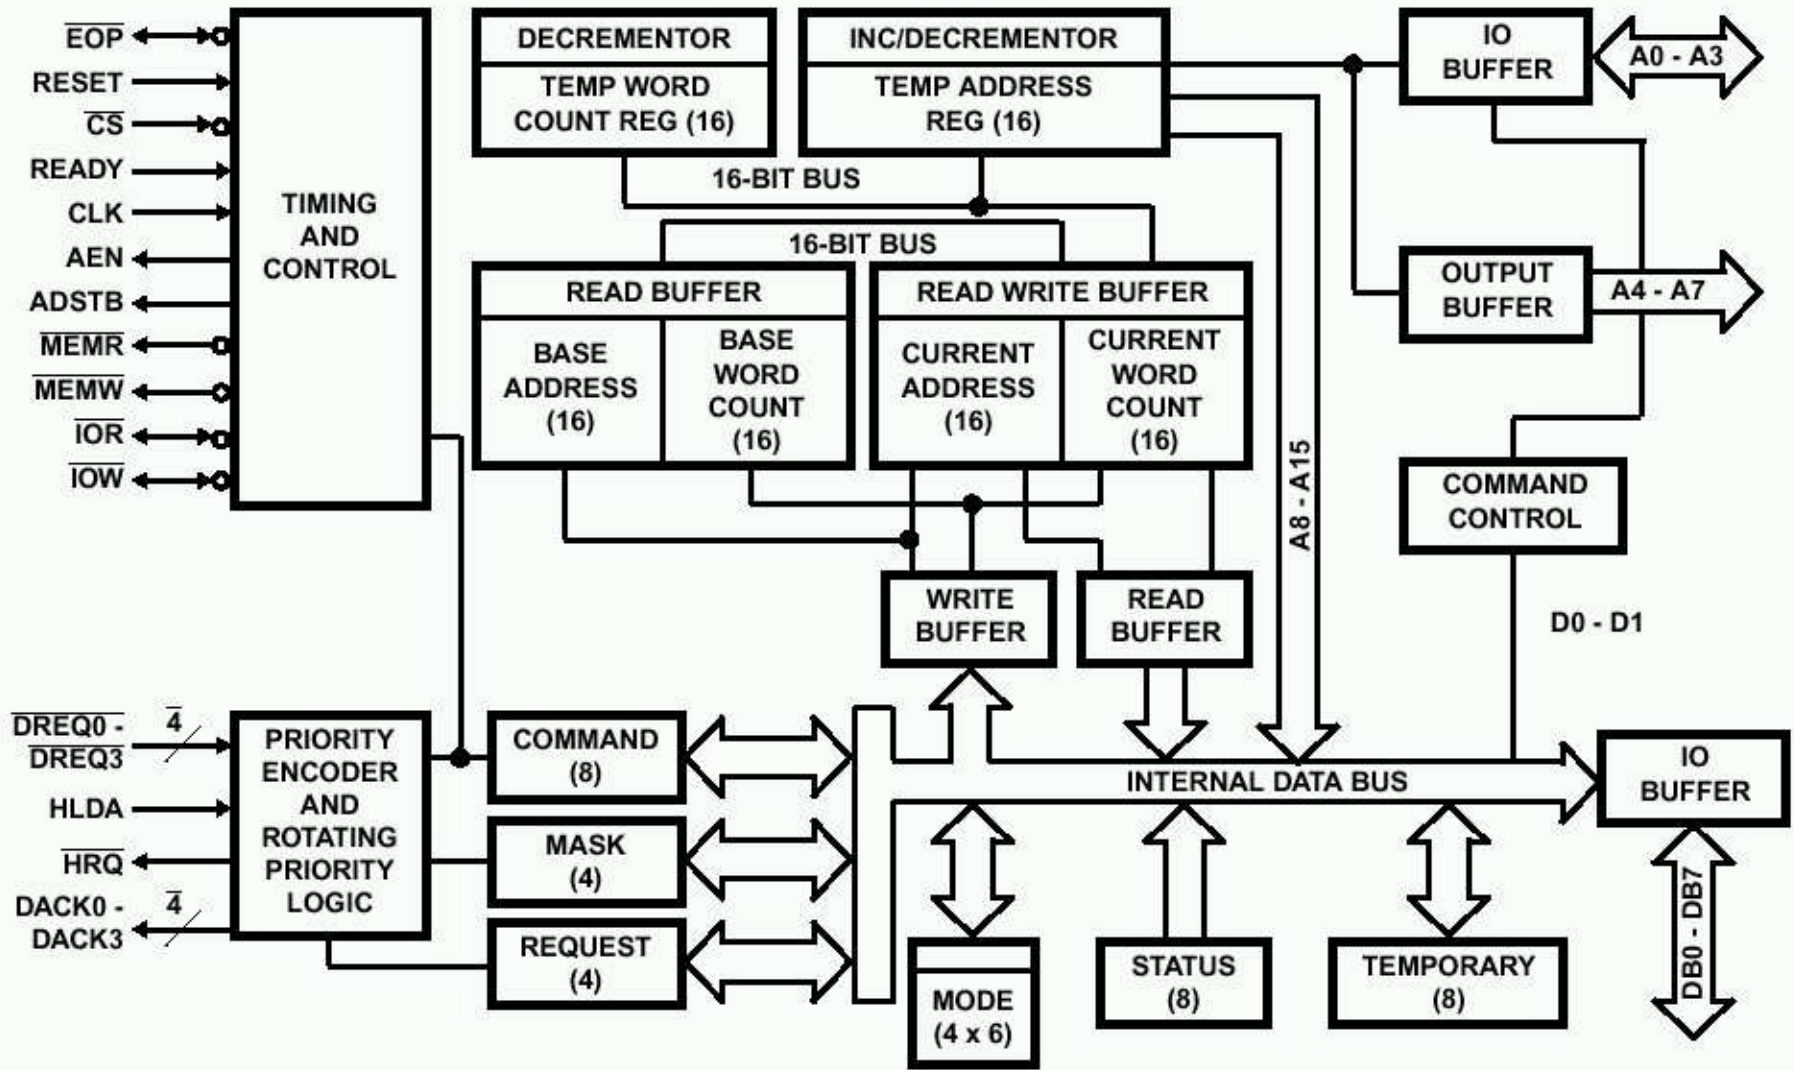 EOP
RESET
CS
READY
CLK
AEN
ADSTB
MEMR
MEMW
IOR
IOW
TIMING
AND
CONTROL
DECREMENTOR
TEMP WORD
COUNT REG (16)
INC/DECREMENTOR
TEMP ADDRESS
REG (16)
IO
BUFFER
A0 - A3
16-BIT BUS
16-BIT BUS
READ BUFFER
BASE
ADDRESS
(16)
BASE
WORD
COUNT
(16)
READ WRITE BUFFER
CURRENT
ADDRESS
(16)
CURRENT
WORD
COUNT
(16)
OUTPUT
BUFFER
A4 - A7
A8 - A15
COMMAND
CONTROL
WRITE
BUFFER
READ
BUFFER
D0 - D1
DREQ0 -
DREQ3
4
HLDA
HRQ
DACK0 -
DACK3
4
PRIORITY
ENCODER
AND
ROTATING
PRIORITY
LOGIC
COMMAND
(8)
MASK
(4)
REQUEST
(4)
INTERNAL DATA BUS
IO
BUFFER
MODE
(4 x 6)
STATUS
(8)
TEMPORARY
(8)
DB0 - DB7